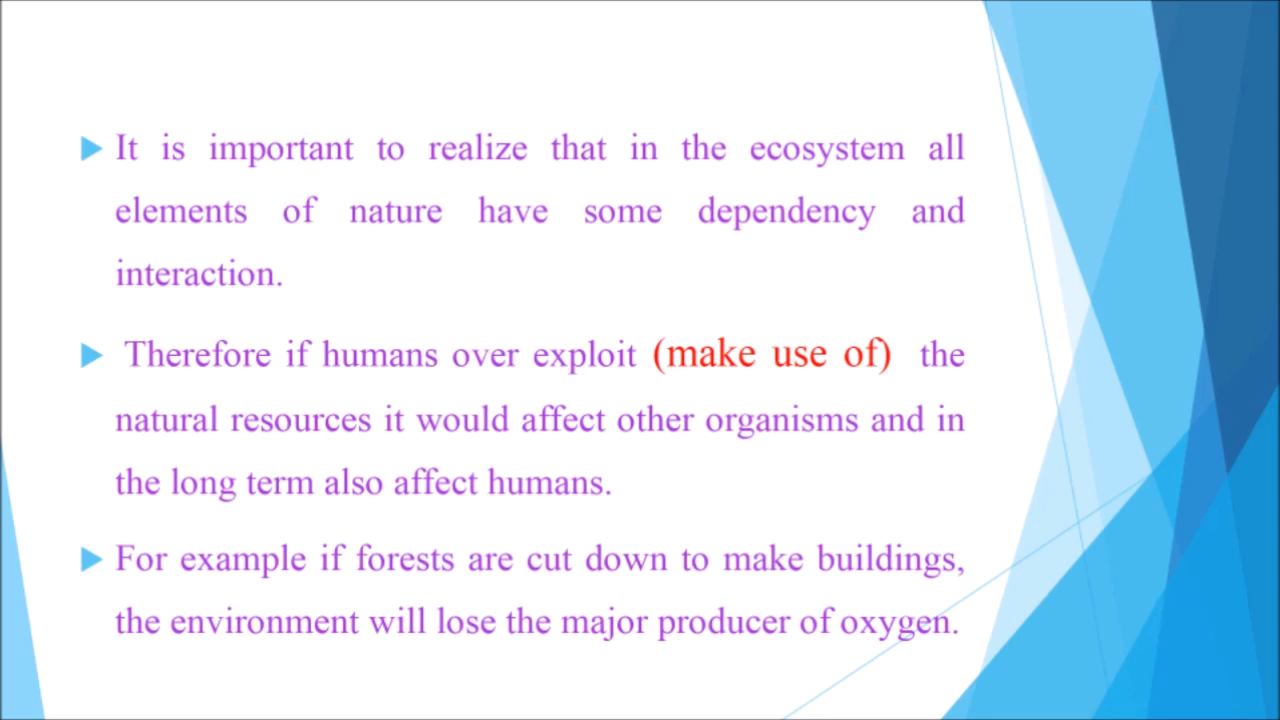 It is important to realize that in the ecosystem all
elements of nature have some dependency and
interaction.
Therefore if humans over exploit (make use of) the
natural resources it would affect other organisms and in
the long term also affect humans.
For example if forests are cut down to make buildings,
the environment will lose the major producer of oxygen.